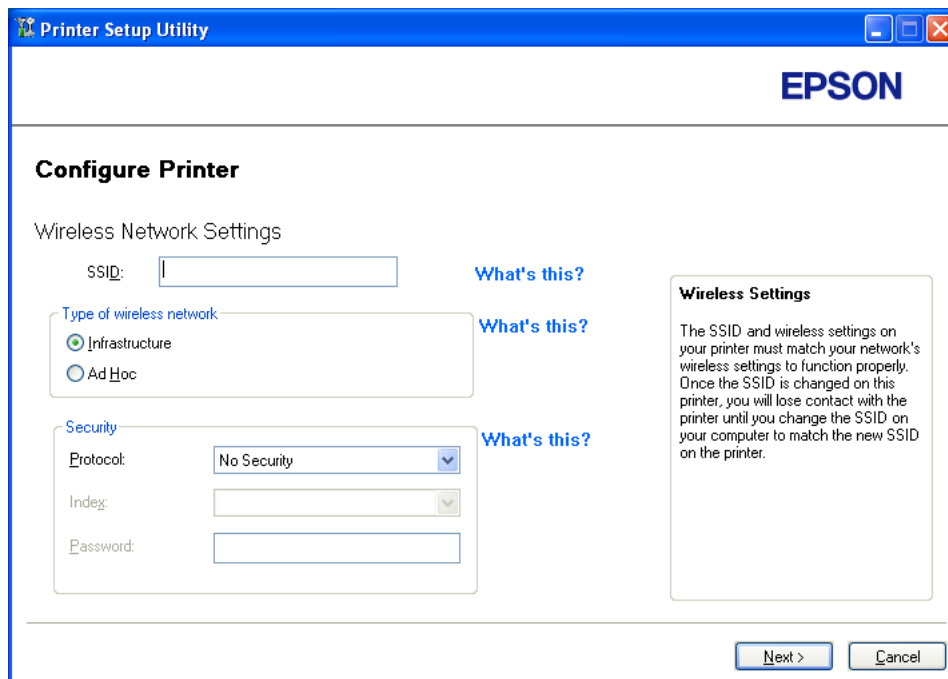 Printer Setup Utility
EPSON
Configure Printer
Wireless Network Settings
SSID:
What's this?
Type of wireless network
What's this?
Infrastructure
Ad Hoc
Security
What's this?
Protocol:
No Security
Index:
Password:
Wireless Settings
The SSID and wireless settings on
your printer must match your network's
wireless settings to function properly.
Once the SSID is changed on this
printer, you will lose contact with the
printer until you change the SSID on
your computer to match the new SSID
on the printer.
Next >
Cancel